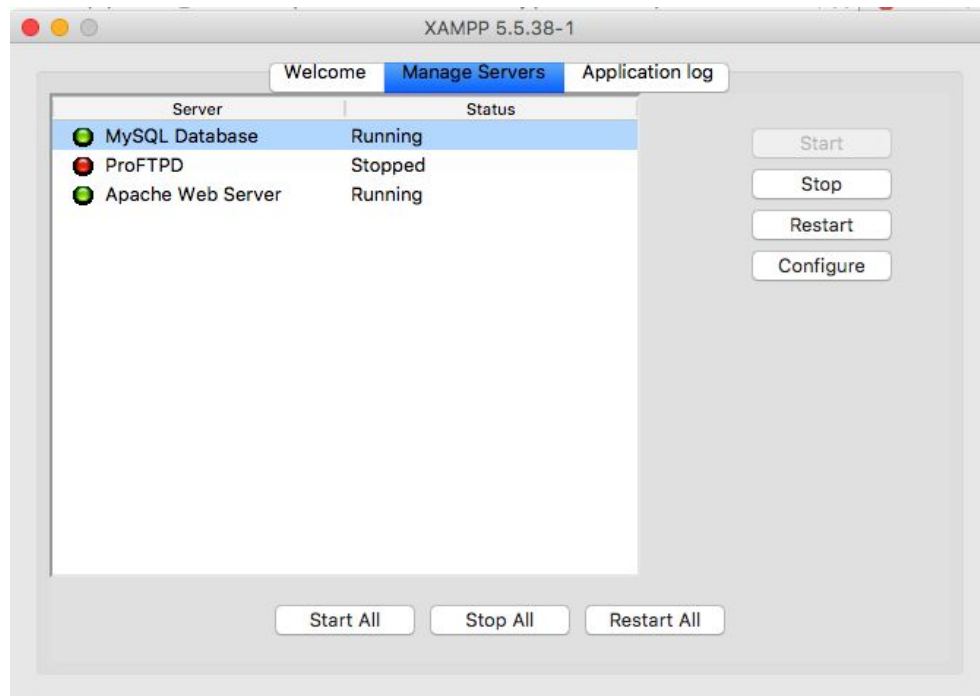 XAMPP 5.5.38-1
Welcome Manage Servers Application log
Server Status
MySQL Database Running
ProFTPD Stopped
Apache Web Server Running
Start
Stop
Restart
Configure
Start All Stop All Restart All